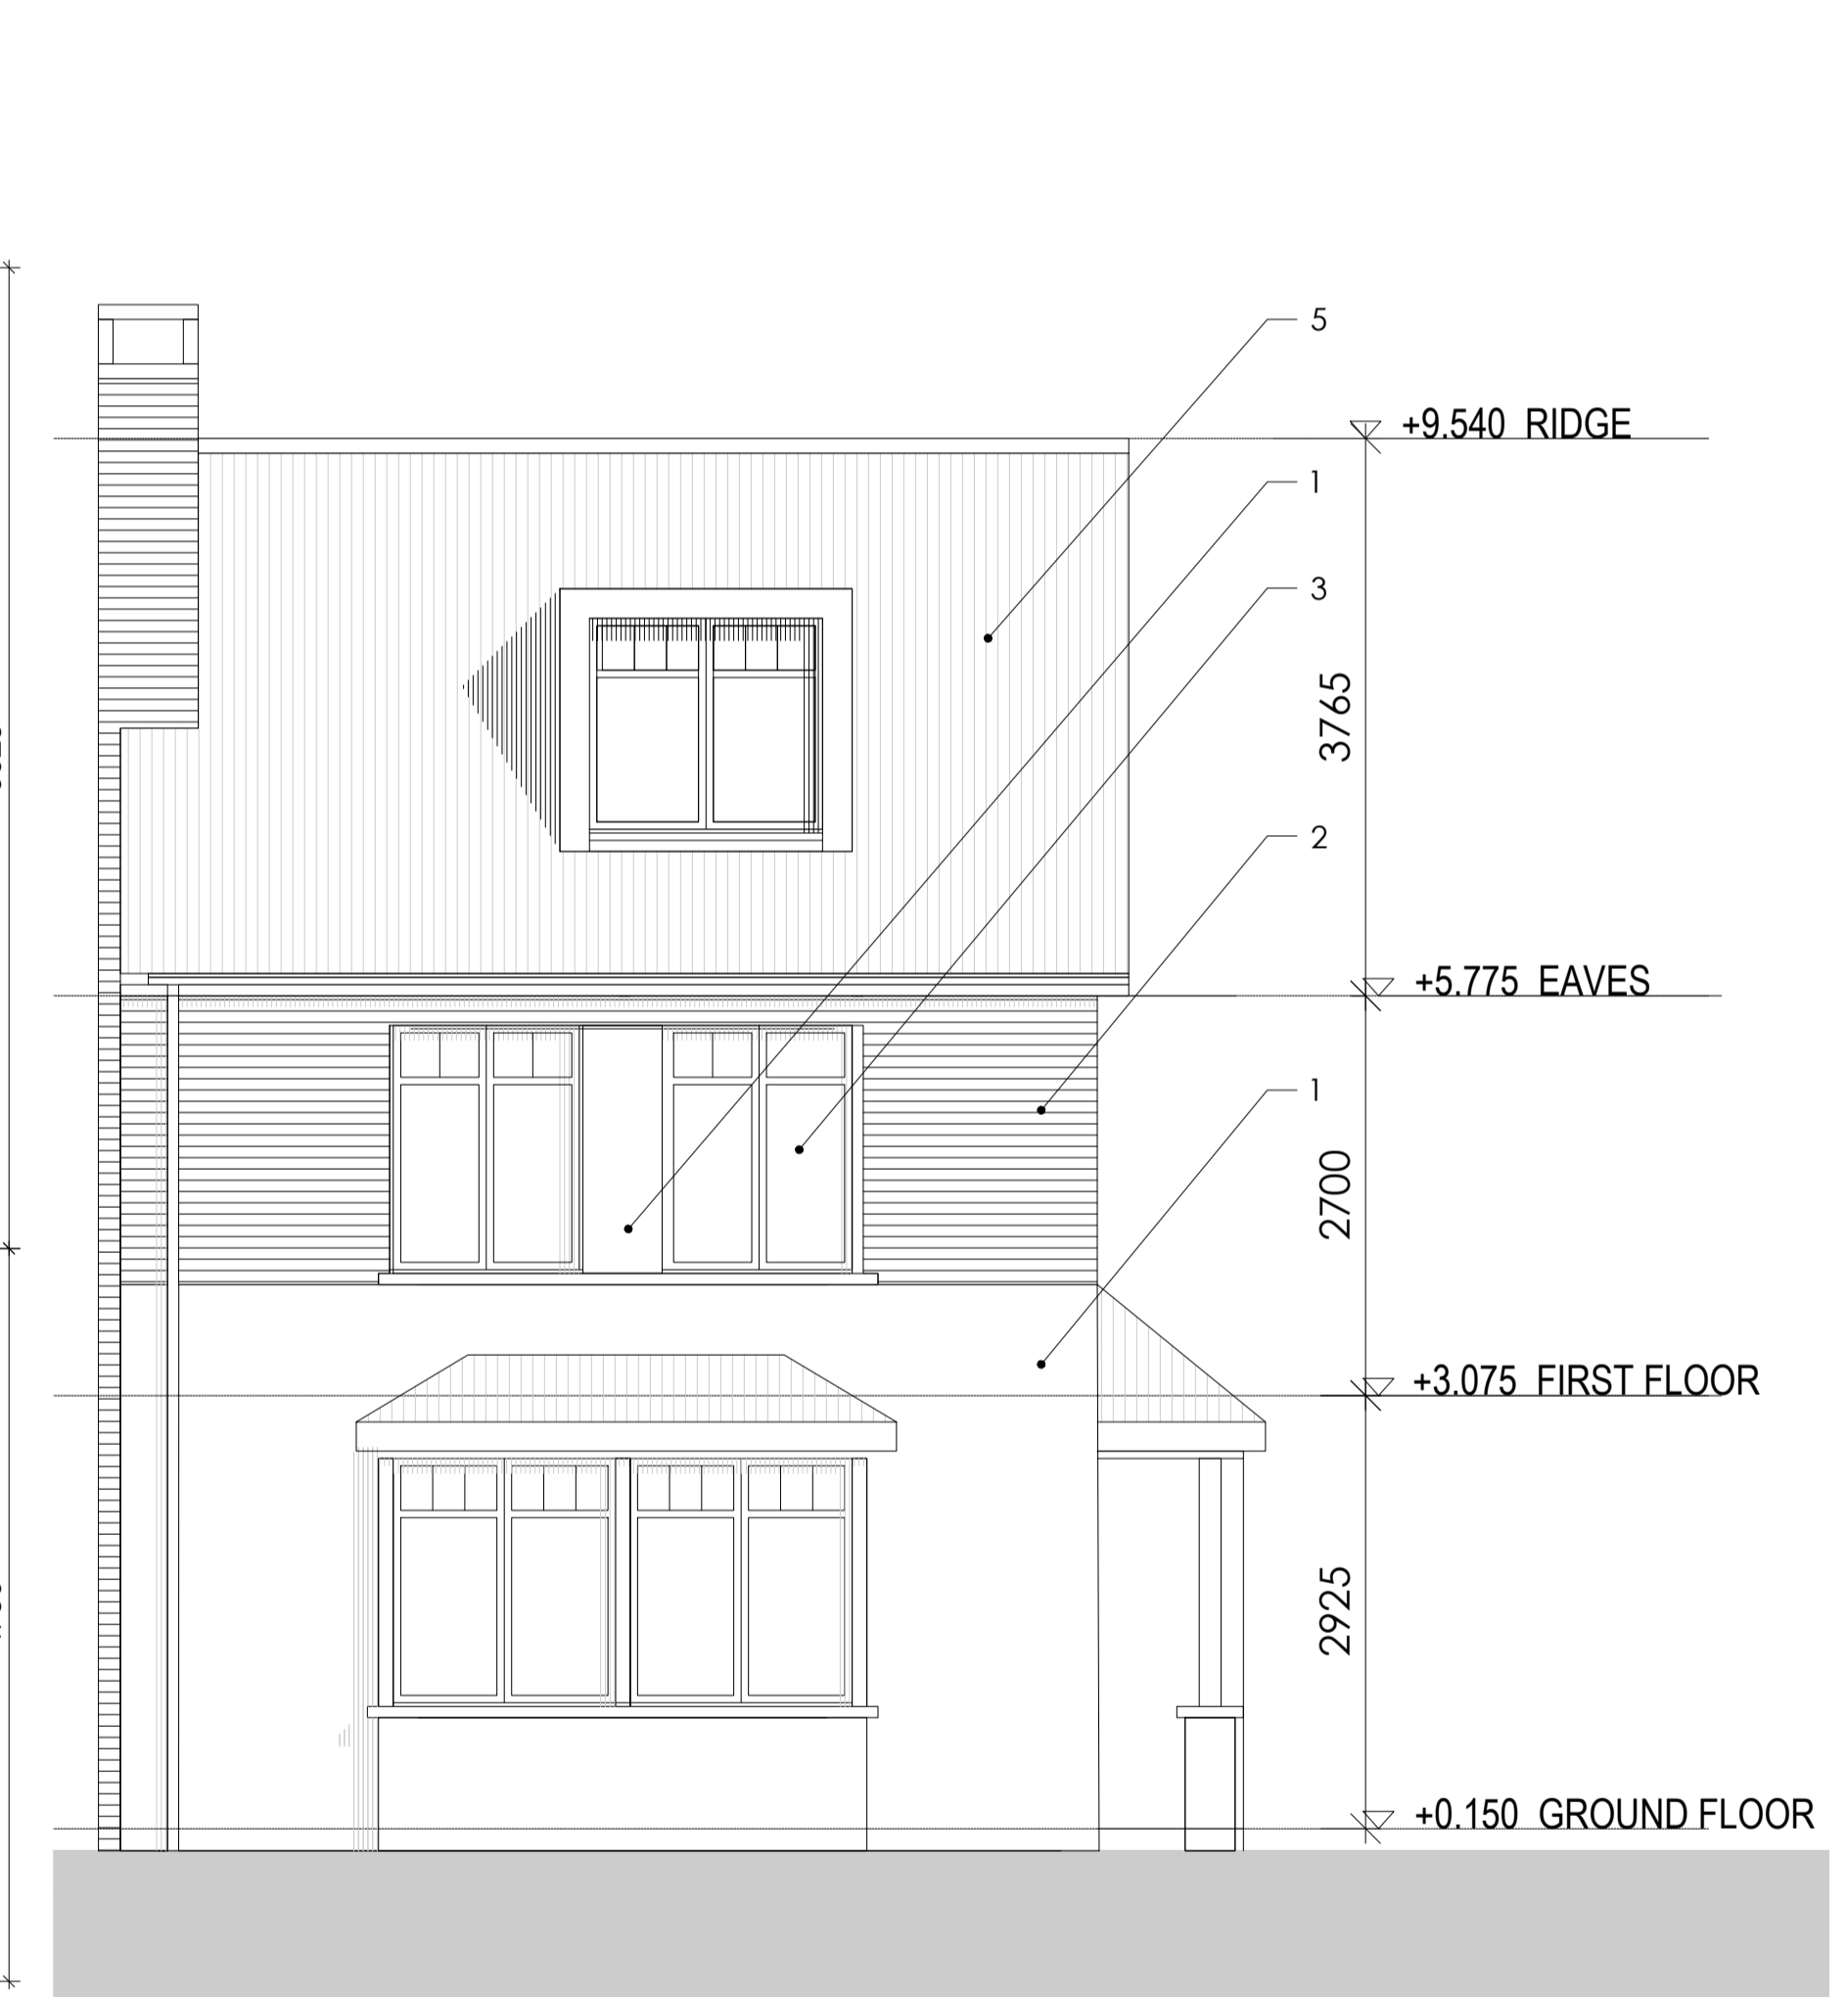 5
+9.540 RIDGE
1
3
3765
2
+5.775 EAVES
1
2700
+3.075 FIRST FLOOR
2925
+0.150 GROUND FLOOR